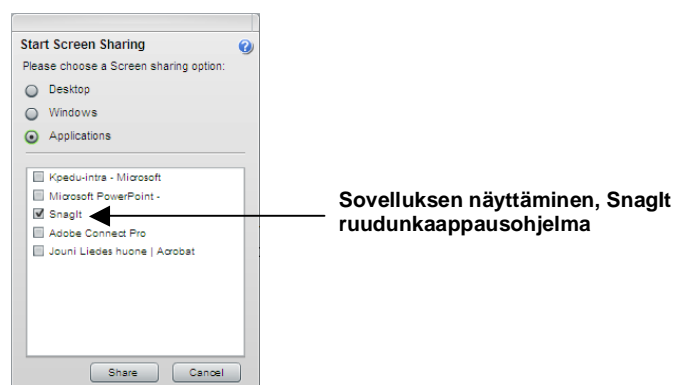 Start Screen Sharing
Please choose a Screen sharing option:
Desktop
Windows
Applications
Kpedu-intra - Microsoft
Microsoft PowerPoint -
SnagIt
Adobe Connect Pro
Jouni Liedes huone | Acrobat
Share Cancel
Sovelluksen näyttäminen, SnagIt
ruudunkaappausohjelma